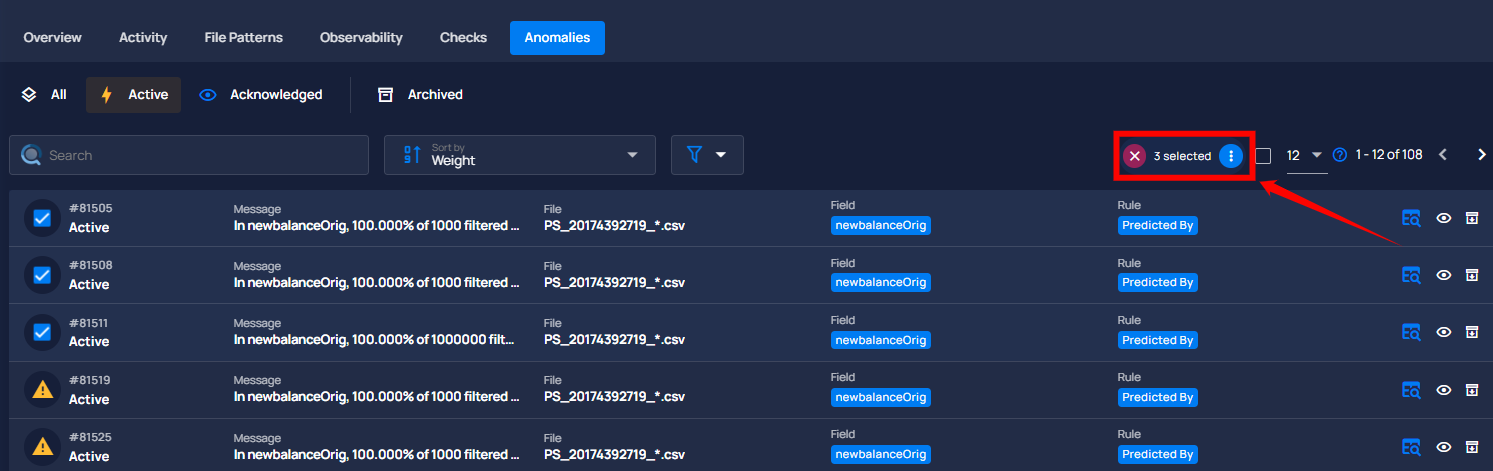 Overview Activity File Patterns Observability Checks Anomalies
All Active Acknowledged Archived
Search Sort by Weight 3 selected 12 1 - 12 of 108
#81505 Message File Field Rule
Active In newbalanceOrig, 100.000% of 1000 filtered ... PS_20174392719_*.csv newbalanceOrig Predicted By
#81508 Message File Field Rule
Active In newbalanceOrig, 100.000% of 1000 filtered ... PS_20174392719_*.csv newbalanceOrig Predicted By
#81511 Message File Field Rule
Active In newbalanceOrig, 100.000% of 1000000 filt... PS_20174392719_*.csv newbalanceOrig Predicted By
#81519 Message File Field Rule
Active In newbalanceOrig, 100.000% of 1000 filtered ... PS_20174392719_*.csv newbalanceOrig Predicted By
#81525 Message File Field Rule
Active In newbalanceOrig, 100.000% of 1000 filtered ... PS_20174392719_*.csv newbalanceOrig Predicted By